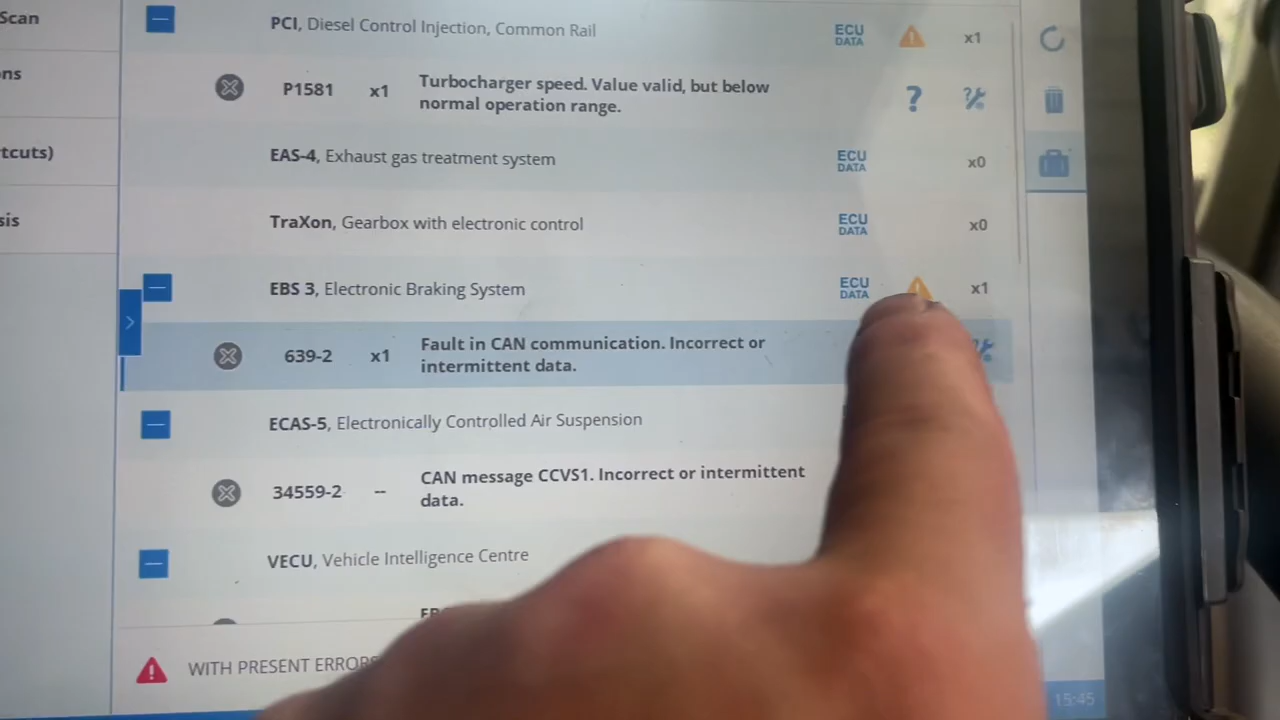 Scan
ns
tcuts)
sis
PCI, Diesel Control Injection, Common Rail
ECU
DATA
x1
P1581 x1 Turbocharger speed. Value valid, but below
normal operation range.
?
EAS-4, Exhaust gas treatment system
ECU
DATA
x0
TraXon, Gearbox with electronic control
ECU
DATA
x0
EBS 3, Electronic Braking System
ECU
DATA
x1
639-2 x1 Fault in CAN communication. Incorrect or
intermittent data.
ECAS-5, Electronically Controlled Air Suspension
34559-2 -- CAN message CCVS1. Incorrect or intermittent
data.
VECU, Vehicle Intelligence Centre
WITH PRESENT ERRORS
15:45